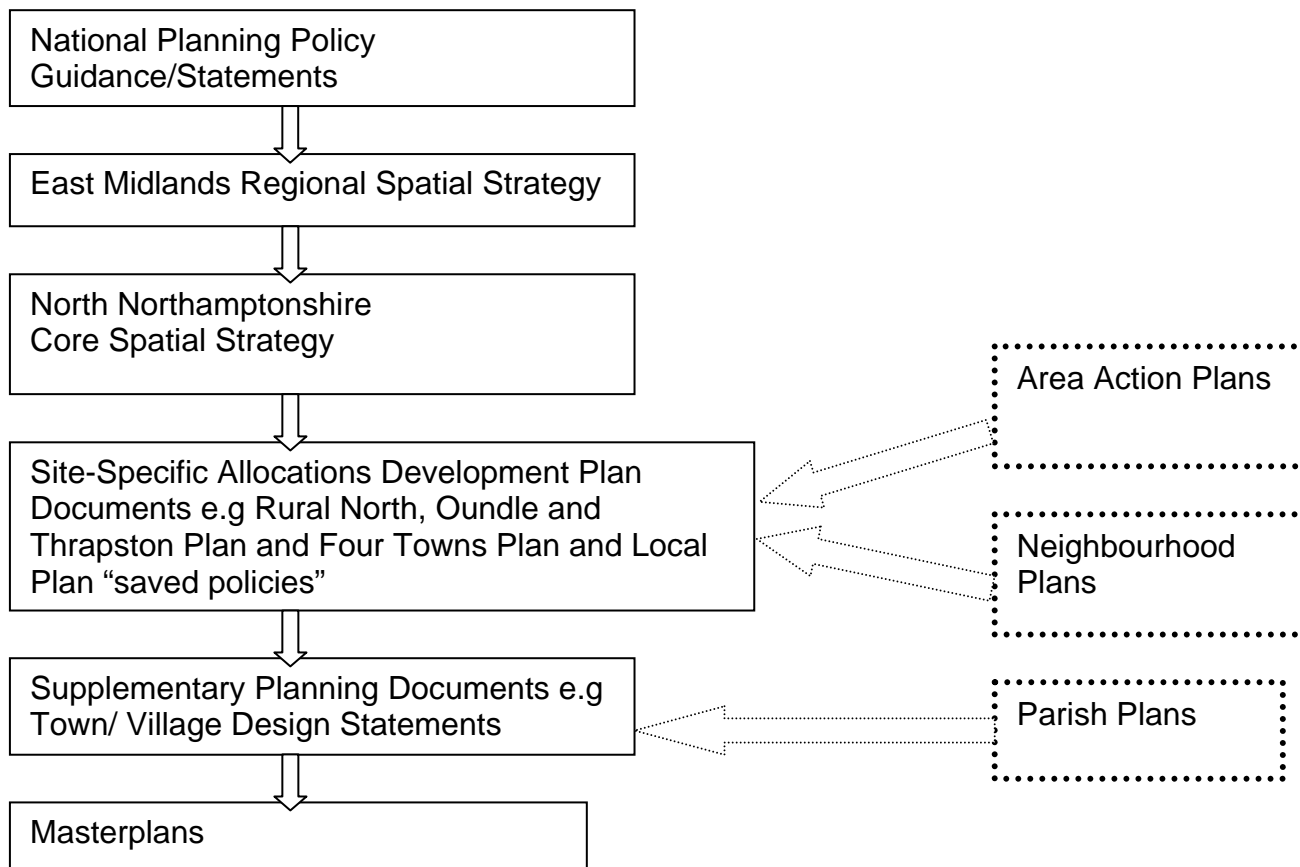 National Planning Policy
Guidance/Statements
East Midlands Regional Spatial Strategy
North Northamptonshire
Core Spatial Strategy
Site-Specific Allocations Development Plan
Documents e.g Rural North, Oundle and
Thrapston Plan and Four Towns Plan and Local
Plan “saved policies”
Supplementary Planning Documents e.g
Town/ Village Design Statements
Masterplans
Area Action Plans
Neighbourhood
Plans
Parish Plans